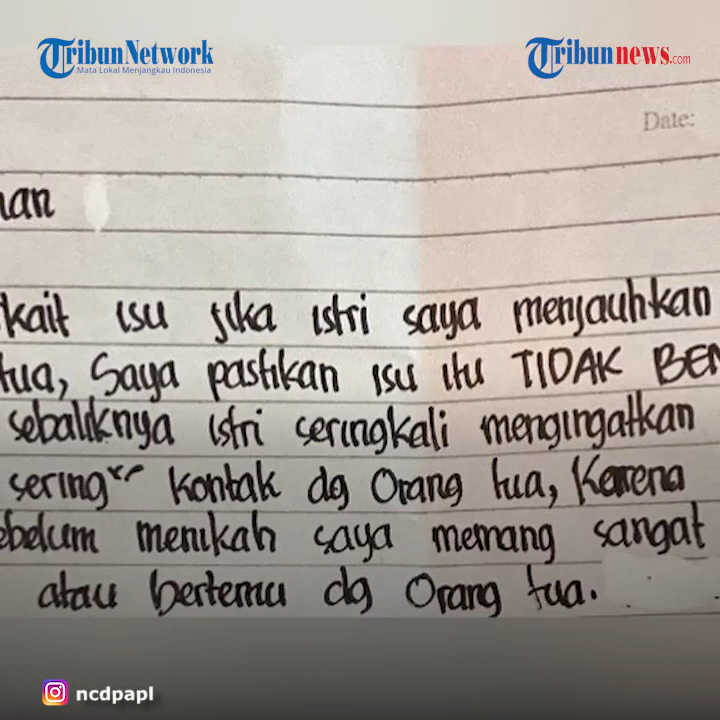 TribunNetwork Tribunnews.com
Mata Lokal Menjangkau Indonesia
Date:
kait isu jika istri saya menjauhkan
tua, Saya pastikan isu itu TIDAK BEN
sebaliknya istri seringkali mengingatkan
sering" kontak dg Orang tua, Karena
ebelum menikah saya memang sangat
atau bertemu dg Orang tua.
ncdpapl